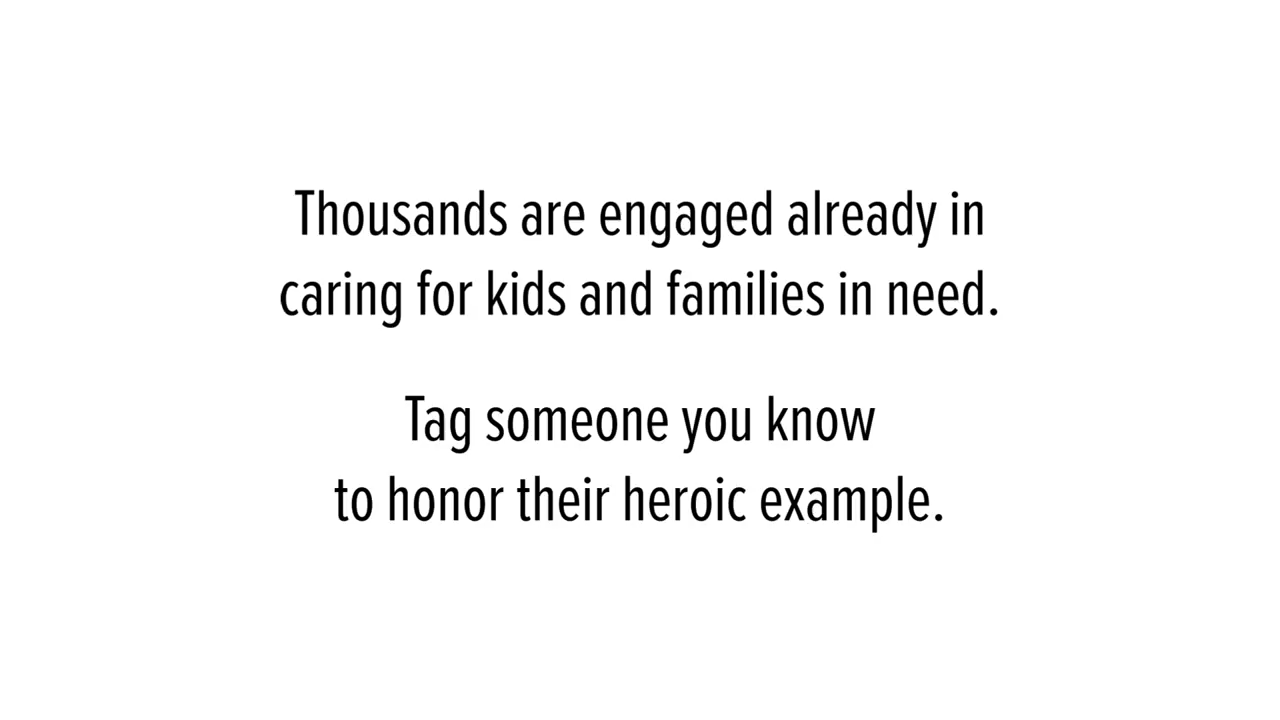 Thousands are engaged already in
caring for kids and families in need.
Tag someone you know
to honor their heroic example.